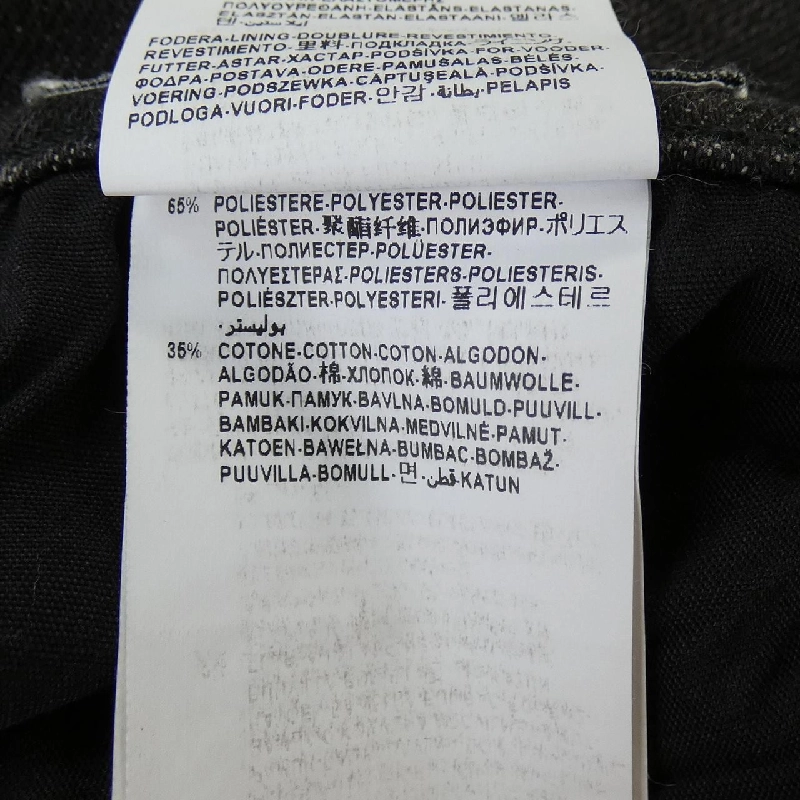 ΠΟΛΥΟΥΡΕΘΑΝΗ·ELASTĀNS·ELASTANAS·
ELASZTÁN·ELASTAN·ELASTAANI·엘라스
FODERA·LINING·DOUBLURE·REVESTIMIENTO·
REVESTIMENTO·里料·ПОДКЛАДКА·
FUTTER·ASTAR·ХАСТАР·PODŠÍVKA·FOR·VOODER·
ΦΟΔΡΑ·POSTAVA·ODERE·PAMUŠALAS·BÉLÉS·
VOERING·PODSZEWKA·CĂPTUŞEALĂ·PODŠÍVKA·
PODLOGA·VUORI·FODER·안감·بطانة·PELAPIS
65% POLIESTERE·POLYESTER·POLIESTER·
POLIÉSTER·聚酯纤维·ПОЛИЭФИР·ポリエス
テル·ПОЛИЕСТЕР·POLÜESTER·
ΠΟΛΥΕΣΤΕΡΑΣ·POLIESTERS·POLIESTERIS·
POLIÉSZTER·POLYESTERI·폴리에스테르
·بوليستر
35% COTONE·COTTON·COTON·ALGODON·
ALGODÃO·棉·ХЛОПОК·綿·BAUMWOLLE·
PAMUK·ПАМУК·BAVLNA·BOMULD·PUUVILL·
BAMBAKI·KOKVILNA·MEDVILNĖ·PAMUT·
KATOEN·BAWEŁNA·BUMBAC·BOMBAŽ·
PUUVILLA·BOMULL·면·قطن·KATUN